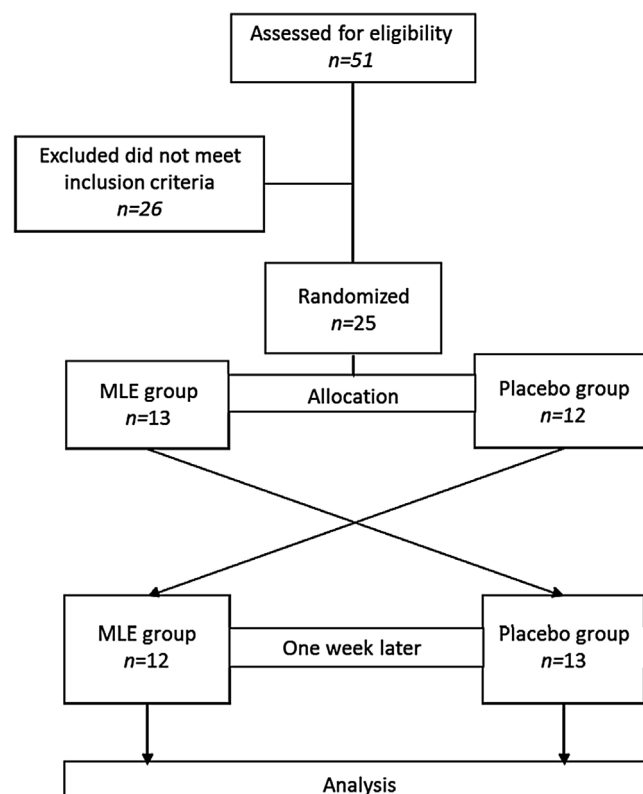 Assessed for eligibility
n=51
Excluded did not meet
inclusion criteria
n=26
Randomized
n=25
MLE group
n=13
Allocation
Placebo group
n=12
MLE group
n=12
One week later
Placebo group
n=13
Analysis